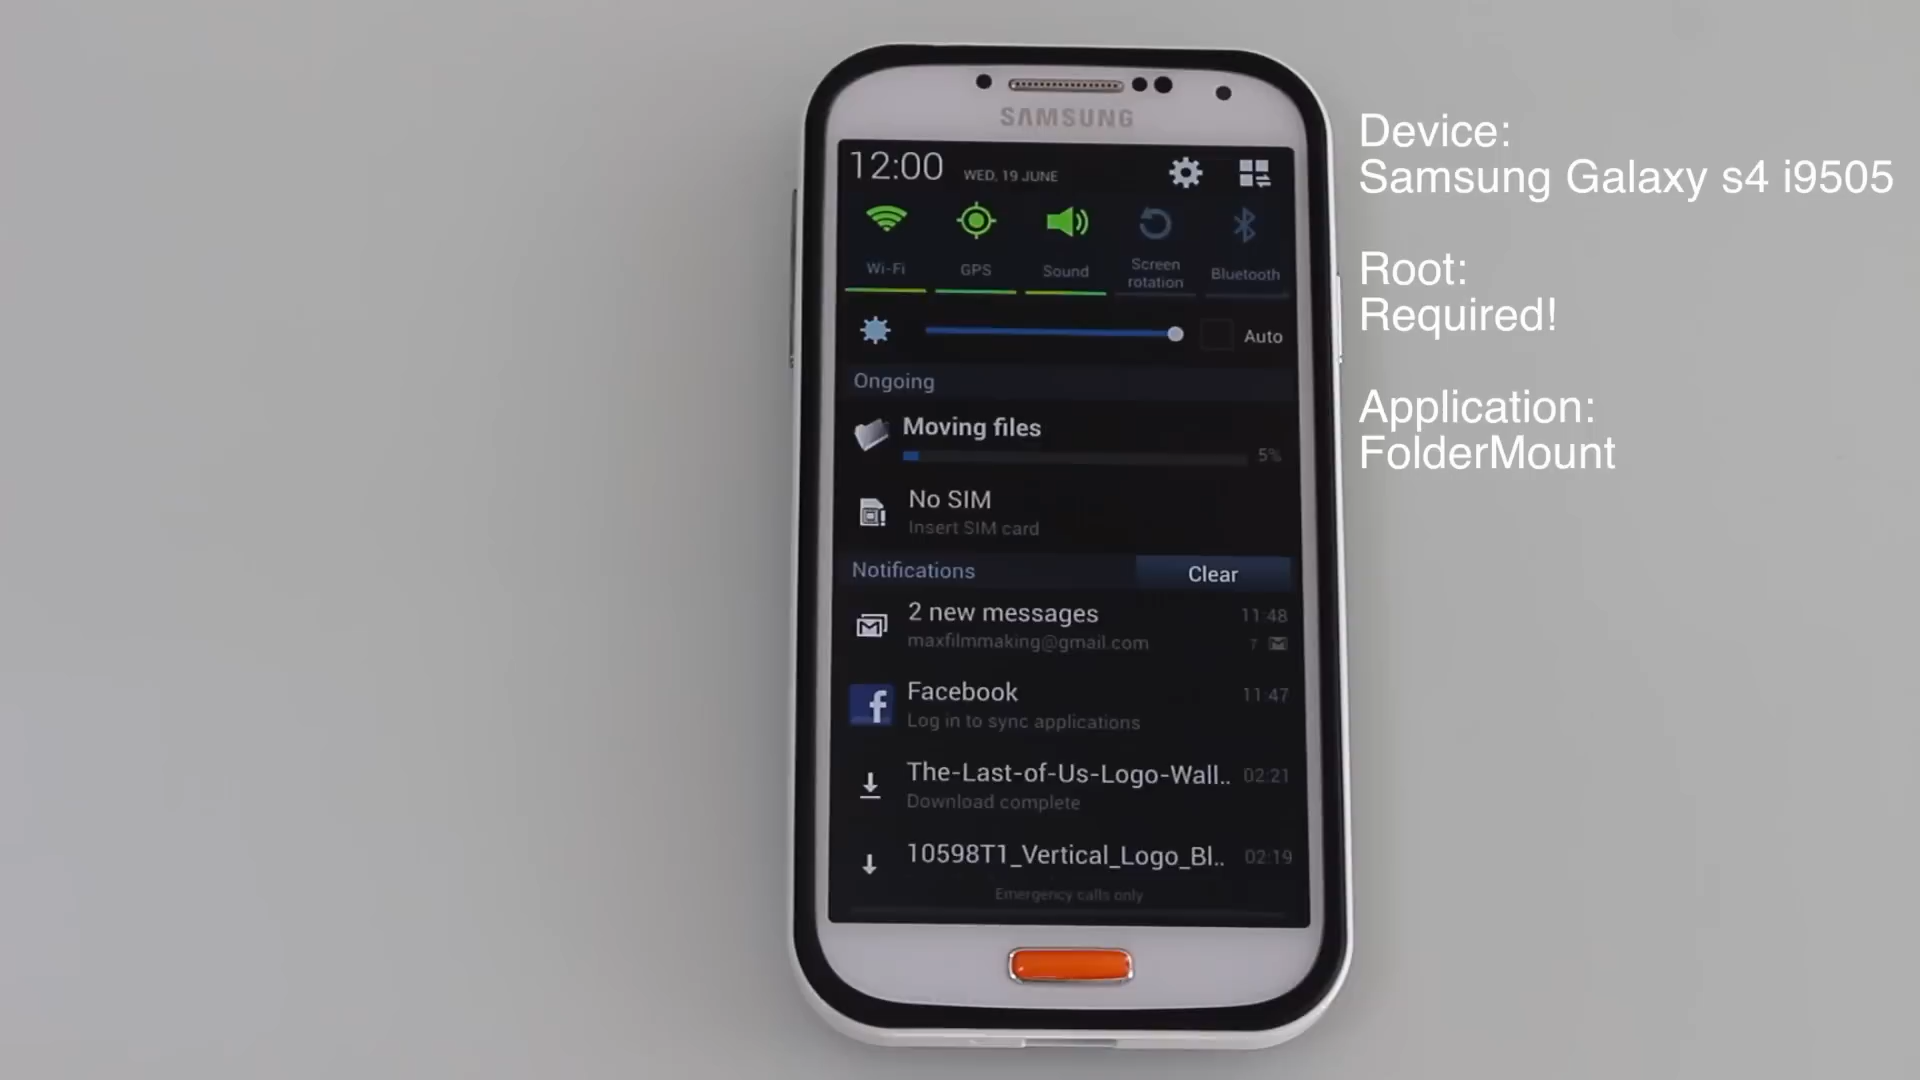 SAMSUNG
12:00 WED, 19 JUNE
Wi-Fi GPS Sound Screen rotation Bluetooth
Auto
Ongoing
Moving files
5%
No SIM
Insert SIM card
Notifications Clear
2 new messages 11:48
maxfilmmaking@gmail.com 7
Facebook 11:47
Log in to sync applications
The-Last-of-Us-Logo-Wall.. 02:21
Download complete
10598T1_Vertical_Logo_Bl.. 02:19
Emergency calls only
Device:
Samsung Galaxy s4 i9505
Root:
Required!
Application:
FolderMount